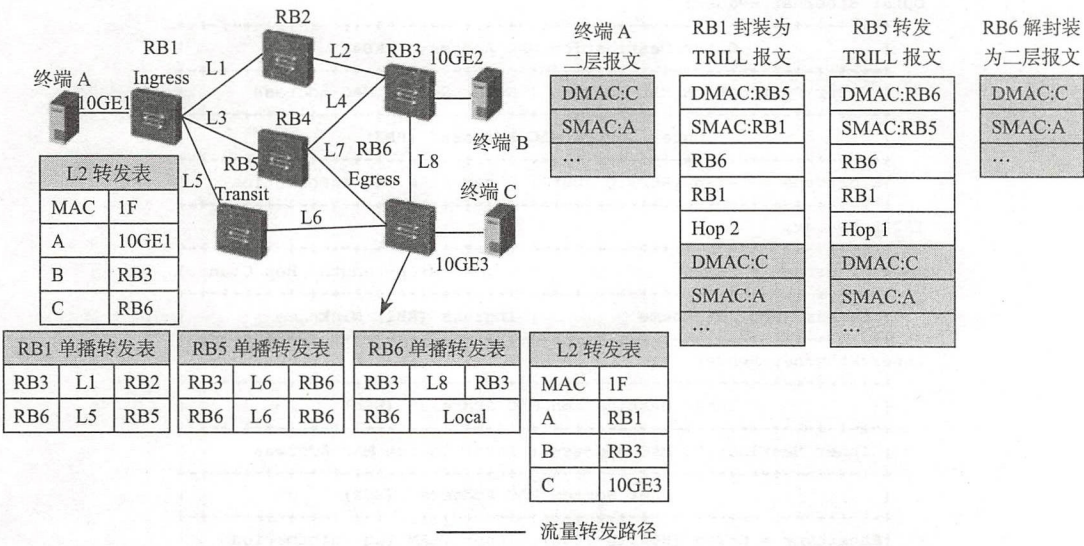 RB2
RB1
L2
RB3
10GE2
终端 A
Ingress
L1
10GE1
L4
L3
RB4
终端 B
RB5
L7
RB6
L8
Egress
L5
Transit
终端 C
L6
10GE3
L2 转发表
MAC 1F
A 10GE1
B RB3
C RB6
终端 A
二层报文
DMAC:C
SMAC:A
…
RB1 封装为
TRILL 报文
DMAC:RB5
SMAC:RB1
RB6
RB1
Hop 2
DMAC:C
SMAC:A
…
RB5 转发
TRILL 报文
DMAC:RB6
SMAC:RB5
RB6
RB1
Hop 1
DMAC:C
SMAC:A
…
RB6 解封装
为二层报文
DMAC:C
SMAC:A
…
RB1 单播转发表
RB3 L1 RB2
RB6 L5 RB5
RB5 单播转发表
RB3 L6 RB6
RB6 L6 RB6
RB6 单播转发表
RB3 L8 RB3
RB6 Local
L2 转发表
MAC 1F
A RB1
B RB3
C 10GE3
流量转发路径